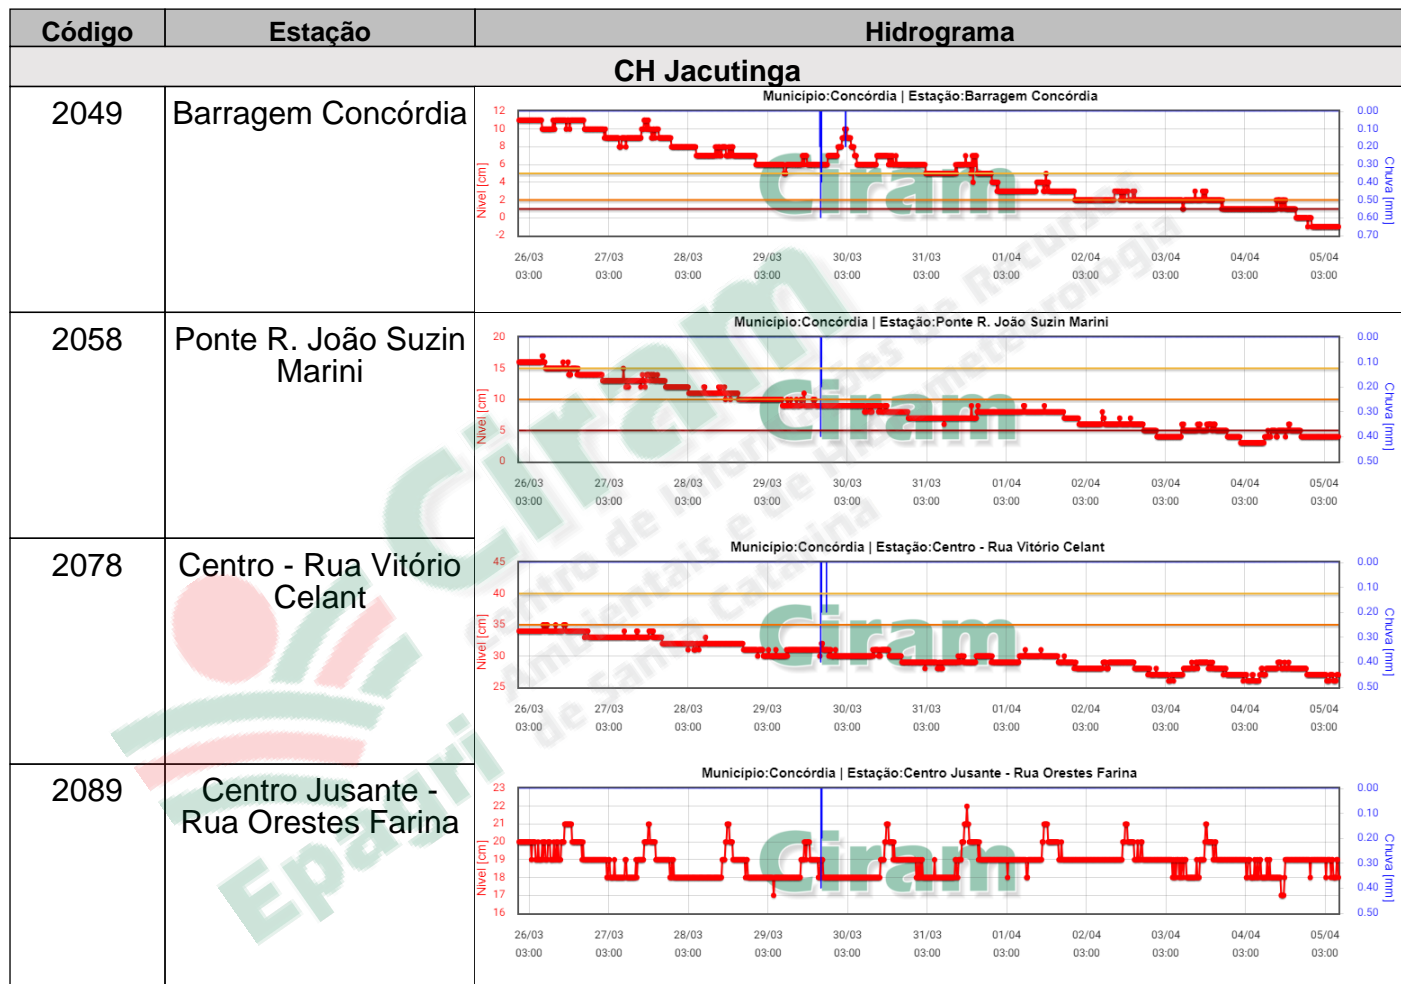 Código Estação Hidrograma
CH Jacutinga
2049 Barragem Concórdia
Município:Concórdia | Estação:Barragem Concórdia
12 10 8 6 4 2 0 -2
Nível [cm]
0.00 0.10 0.20 0.30 0.40 0.50 0.60 0.70
Chuva [mm]
26/03 27/03 28/03 29/03 30/03 31/03 01/04 02/04 03/04 04/04 05/04
03:00 03:00 03:00 03:00 03:00 03:00 03:00 03:00 03:00 03:00 03:00
2058 Ponte R. João Suzin
Marini
Município:Concórdia | Estação:Ponte R. João Suzin Marini
20 15 10 5 0
Nível [cm]
0.00 0.10 0.20 0.30 0.40 0.50
Chuva [mm]
26/03 27/03 28/03 29/03 30/03 31/03 01/04 02/04 03/04 04/04 05/04
03:00 03:00 03:00 03:00 03:00 03:00 03:00 03:00 03:00 03:00 03:00
2078 Centro - Rua Vitório
Celant
Município:Concórdia | Estação:Centro - Rua Vitório Celant
45 40 35 30 25
Nível [cm]
0.00 0.10 0.20 0.30 0.40 0.50
Chuva [mm]
26/03 27/03 28/03 29/03 30/03 31/03 01/04 02/04 03/04 04/04 05/04
03:00 03:00 03:00 03:00 03:00 03:00 03:00 03:00 03:00 03:00 03:00
2089 Centro Jusante -
Rua Orestes Farina
Município:Concórdia | Estação:Centro Jusante - Rua Orestes Farina
23 22 21 20 19 18 17 16
Nível [cm]
0.00 0.10 0.20 0.30 0.40 0.50
Chuva [mm]
26/03 27/03 28/03 29/03 30/03 31/03 01/04 02/04 03/04 04/04 05/04
03:00 03:00 03:00 03:00 03:00 03:00 03:00 03:00 03:00 03:00 03:00
Ciram
Ciram
Ciram
Ciram
Epagri
Ciram
Centro de Informações de Recursos
Ambientais e de Hidrometeorologia
de Santa Catarina